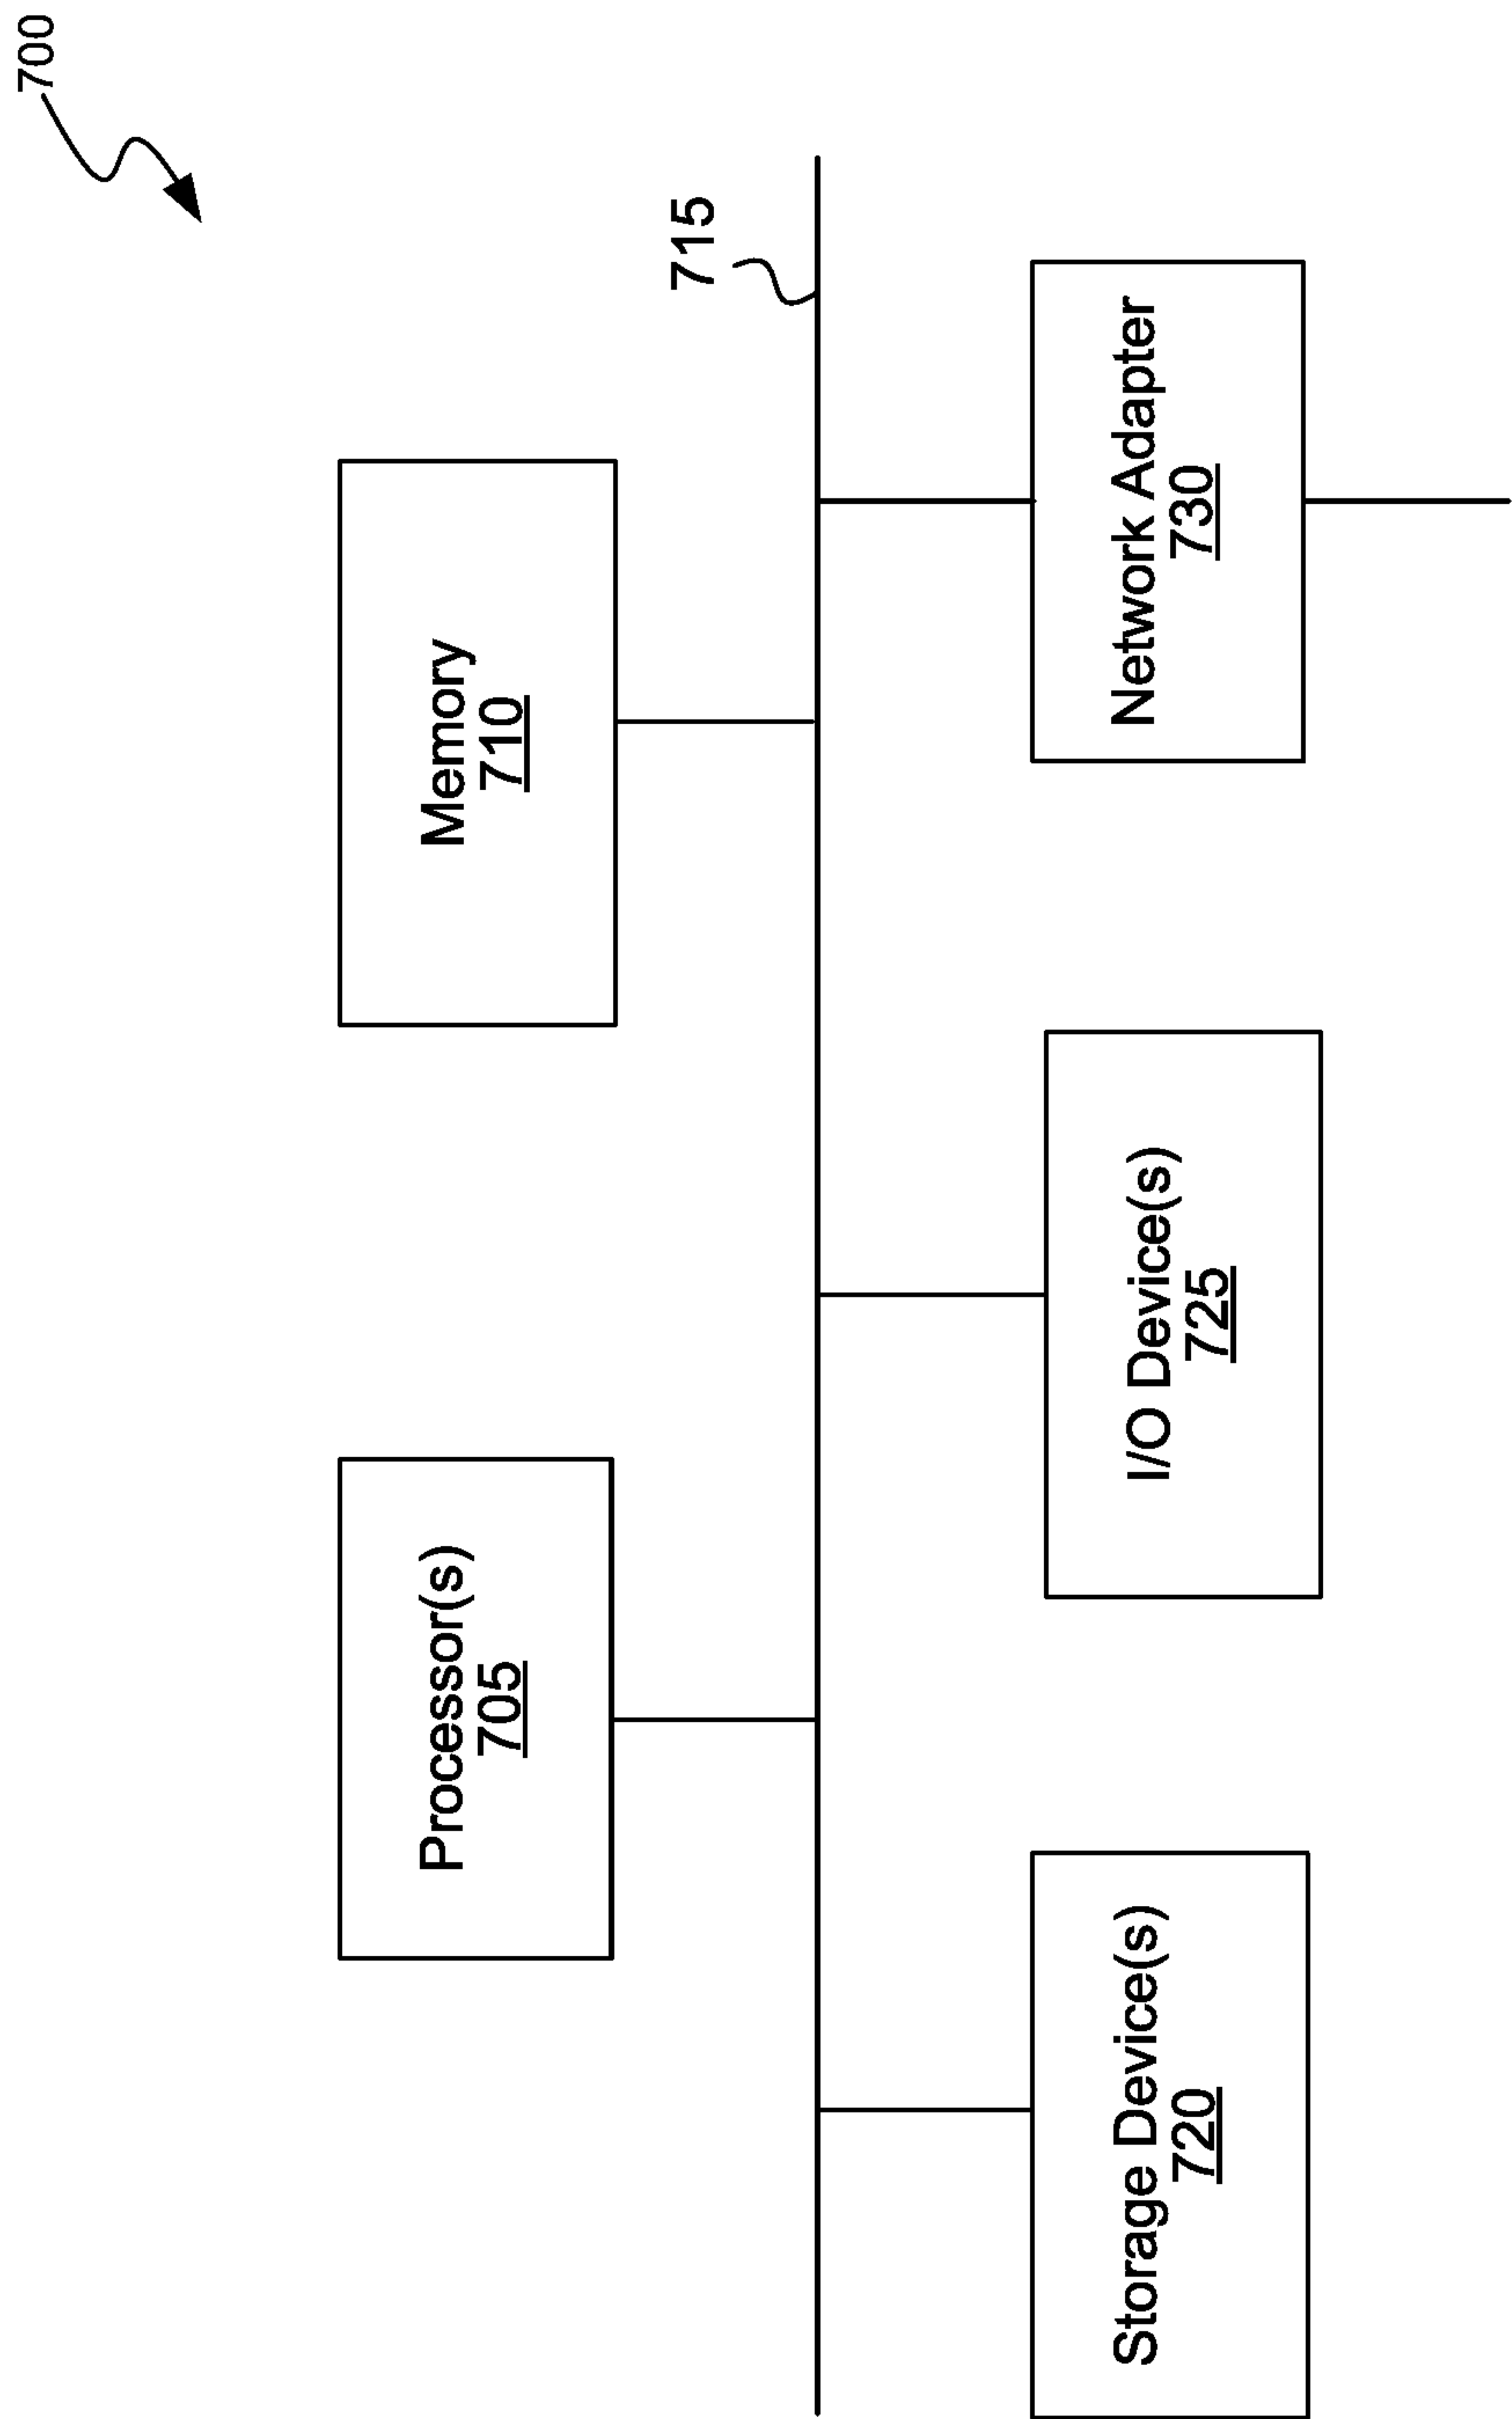 700
Processor(s)
705
Memory
710
715
Storage Device(s)
720
I/O Device(s)
725
Network Adapter
730